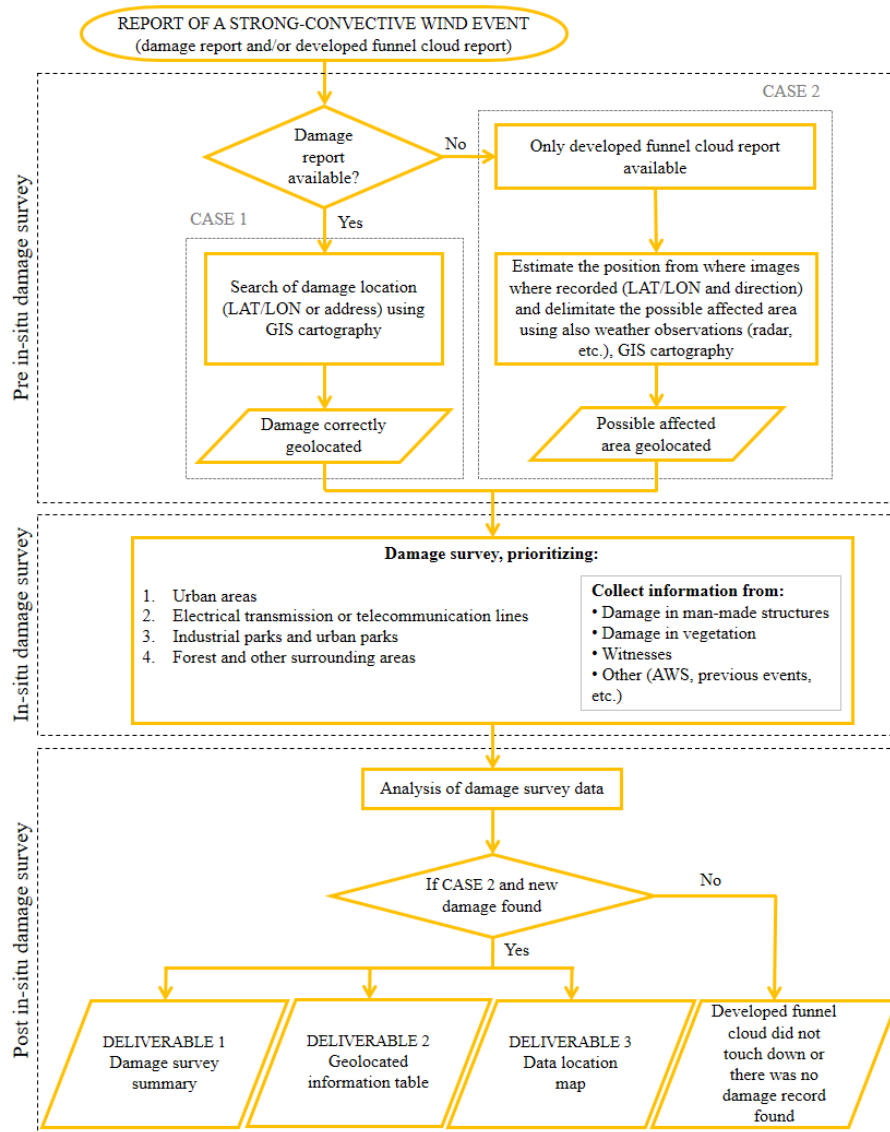 REPORT OF A STRONG-CONVECTIVE WIND EVENT
(damage report and/or developed funnel cloud report)
Pre in-situ damage survey
CASE 2
Damage
report
available?
No
Only developed funnel cloud report
available
CASE 1
Yes
Search of damage location
(LAT/LON or address) using
GIS cartography
Estimate the position from where images
where recorded (LAT/LON and direction)
and delimitate the possible affected area
using also weather observations (radar,
etc.), GIS cartography
Damage correctly
geolocated
Possible affected
area geolocated
In-situ damage survey
Damage survey, prioritizing:
1. Urban areas
2. Electrical transmission or telecommunication lines
3. Industrial parks and urban parks
4. Forest and other surrounding areas
Collect information from:
• Damage in man-made structures
• Damage in vegetation
• Witnesses
• Other (AWS, previous events,
etc.)
Post in-situ damage survey
Analysis of damage survey data
If CASE 2 and new
damage found
No
Yes
DELIVERABLE 1
Damage survey
summary
DELIVERABLE 2
Geolocated
information table
DELIVERABLE 3
Data location
map
Developed funnel
cloud did not
touch down or
there was no
damage record
found